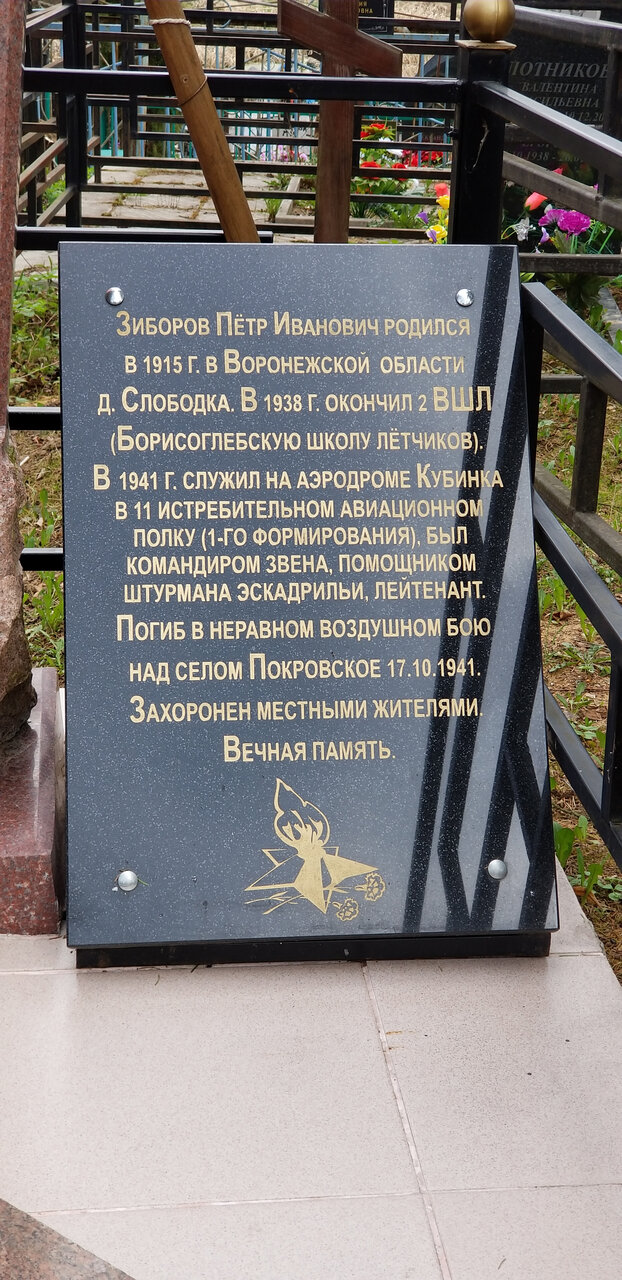 ПЛОТНИКОВ
ВАЛЕНТИНА
Зиборов Пётр Иванович родился
в 1915 г. в Воронежской области
д. Слободка. В 1938 г. окончил 2 ВШЛ
(Борисоглебскую школу лётчиков).
В 1941 г. служил на аэродроме Кубинка
в 11 истребительном авиационном
полку (1-го формирования), был
командиром звена, помощником
штурмана эскадрильи, лейтенант.
Погиб в неравном воздушном бою
над селом Покровское 17.10.1941.
Захоронен местными жителями.
Вечная память.